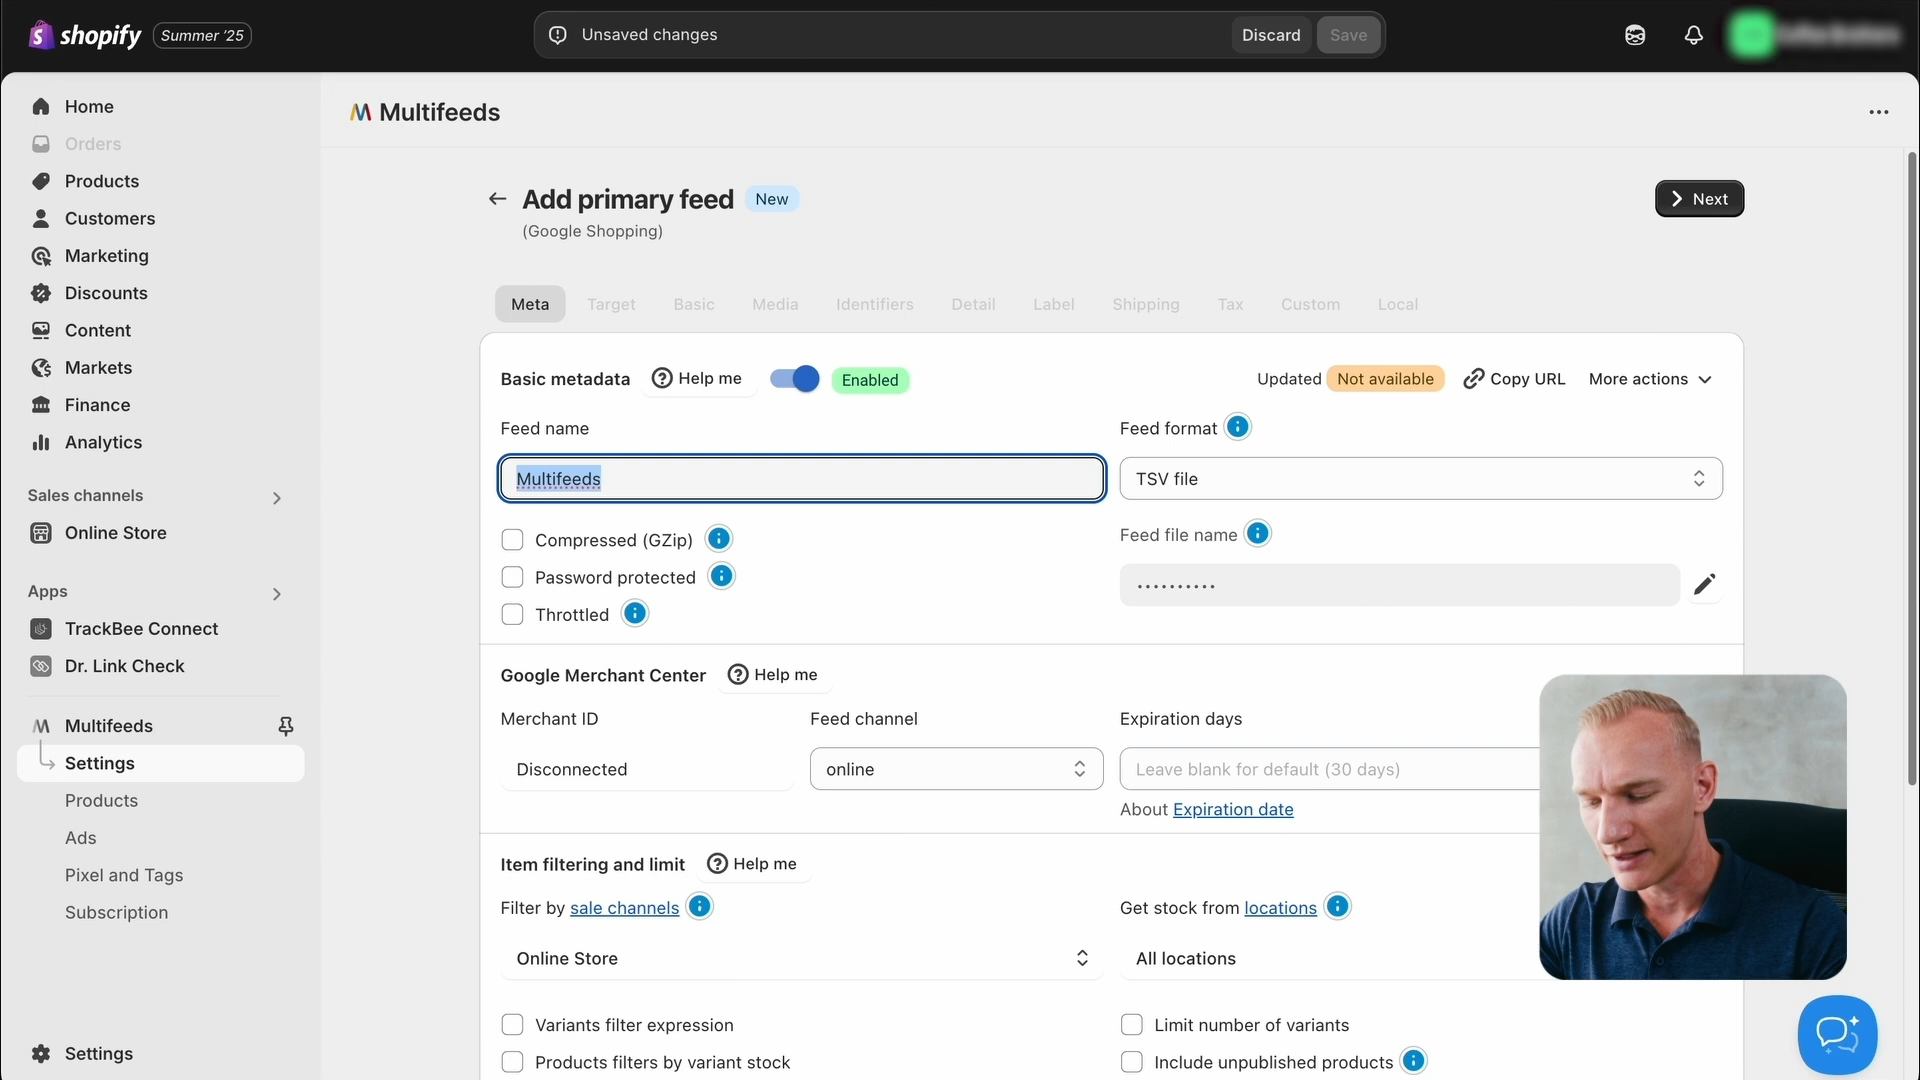 shopify Summer '25
Unsaved changes
Discard
Save
Home
Orders
Products
Customers
Marketing
Discounts
Content
Markets
Finance
Analytics
Sales channels
Online Store
Apps
TrackBee Connect
Dr. Link Check
Multifeeds
Settings
Products
Ads
Pixel and Tags
Subscription
Settings
Multifeeds
Add primary feed New
(Google Shopping)
Next
Meta Target Basic Media Identifiers Detail Label Shipping Tax Custom Local
Basic metadata Help me Enabled Updated Not available Copy URL More actions
Feed name
Multifeeds
Feed format
TSV file
Compressed (GZip)
Password protected
Throttled
Feed file name
..........
Google Merchant Center Help me
Merchant ID
Disconnected
Feed channel
online
Expiration days
Leave blank for default (30 days)
About Expiration date
Item filtering and limit Help me
Filter by sale channels
Online Store
Get stock from locations
All locations
Variants filter expression
Products filters by variant stock
Limit number of variants
Include unpublished products